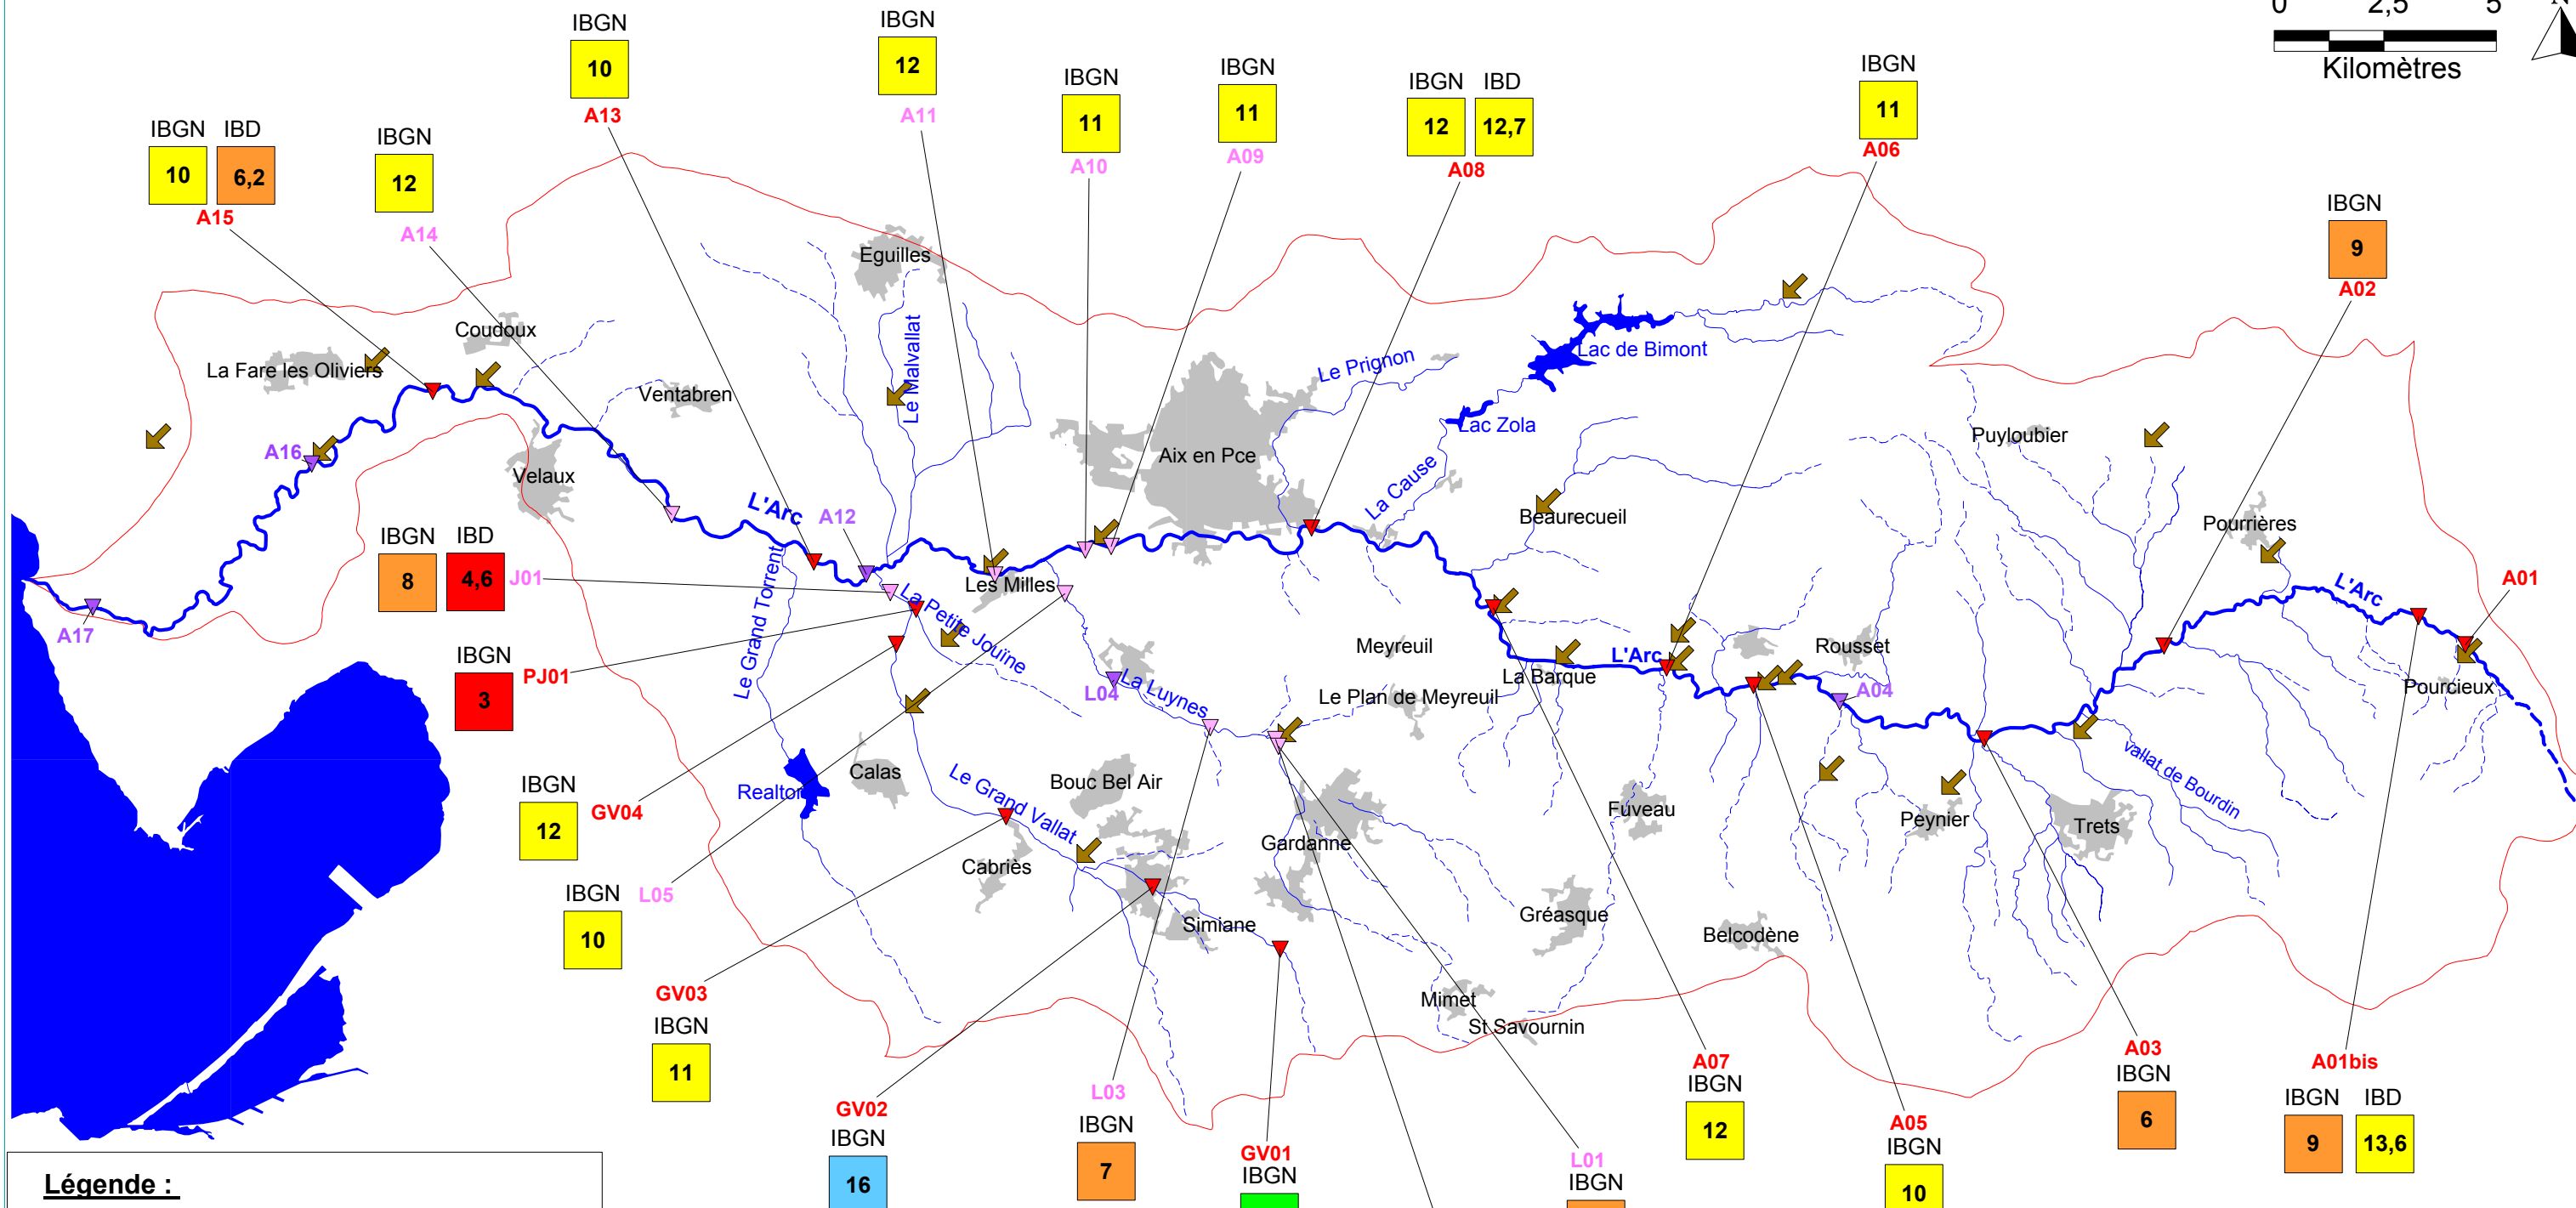 0 2,5 5
N
Kilomètres
IBGN
10
A13
IBGN
12
A11
IBGN
11
A10
IBGN
11
A09
IBGN IBD
12 12,7
A08
IBGN
11
A06
IBGN IBD
10 6,2
A15
IBGN
12
A14
IBGN
9
A02
Eguilles
Coudoux
La Fare les Oliviers
Ventabren
Le Malvallat
Le Prignon
Lac de Bimont
Lac Zola
La Cause
Aix en Pce
Puyloubier
A16
Velaux
L'Arc
A12
Beaurecueil
Pourrières
L'Arc
A01
IBGN IBD
8 4,6
J01
Les Milles
La Petite Jouïne
Le Grand Torrent
A17
IBGN
3
PJ01
L04
La Luynes
Meyreuil
Le Plan de Meyreuil
La Barque
L'Arc
Rousset
A04
Pourcieux
vallat de Bourdin
Realtor
Calas
Le Grand Vallat
Bouc Bel Air
Gardanne
Fuveau
Peynier
Trets
IBGN
12
GV04
Cabriès
Simiane
Gréasque
Belcodène
IBGN
10
L05
Mimet
St Savournin
GV03
IBGN
11
GV02
IBGN
16
L03
IBGN
7
GV01
IBGN
L01
IBGN
A07
IBGN
12
A05
IBGN
10
A03
IBGN
6
A01bis
IBGN IBD
9 13,6
Légende :